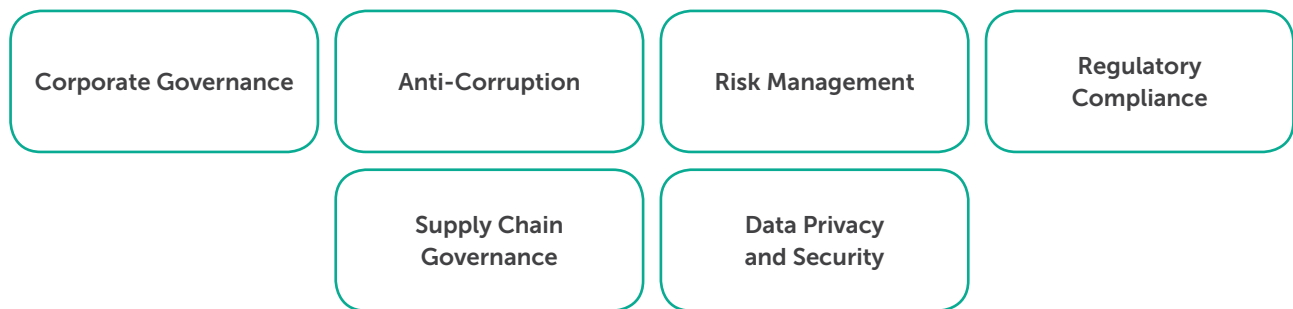 Corporate Governance
Anti-Corruption
Risk Management
Regulatory
Compliance
Supply Chain
Governance
Data Privacy
and Security